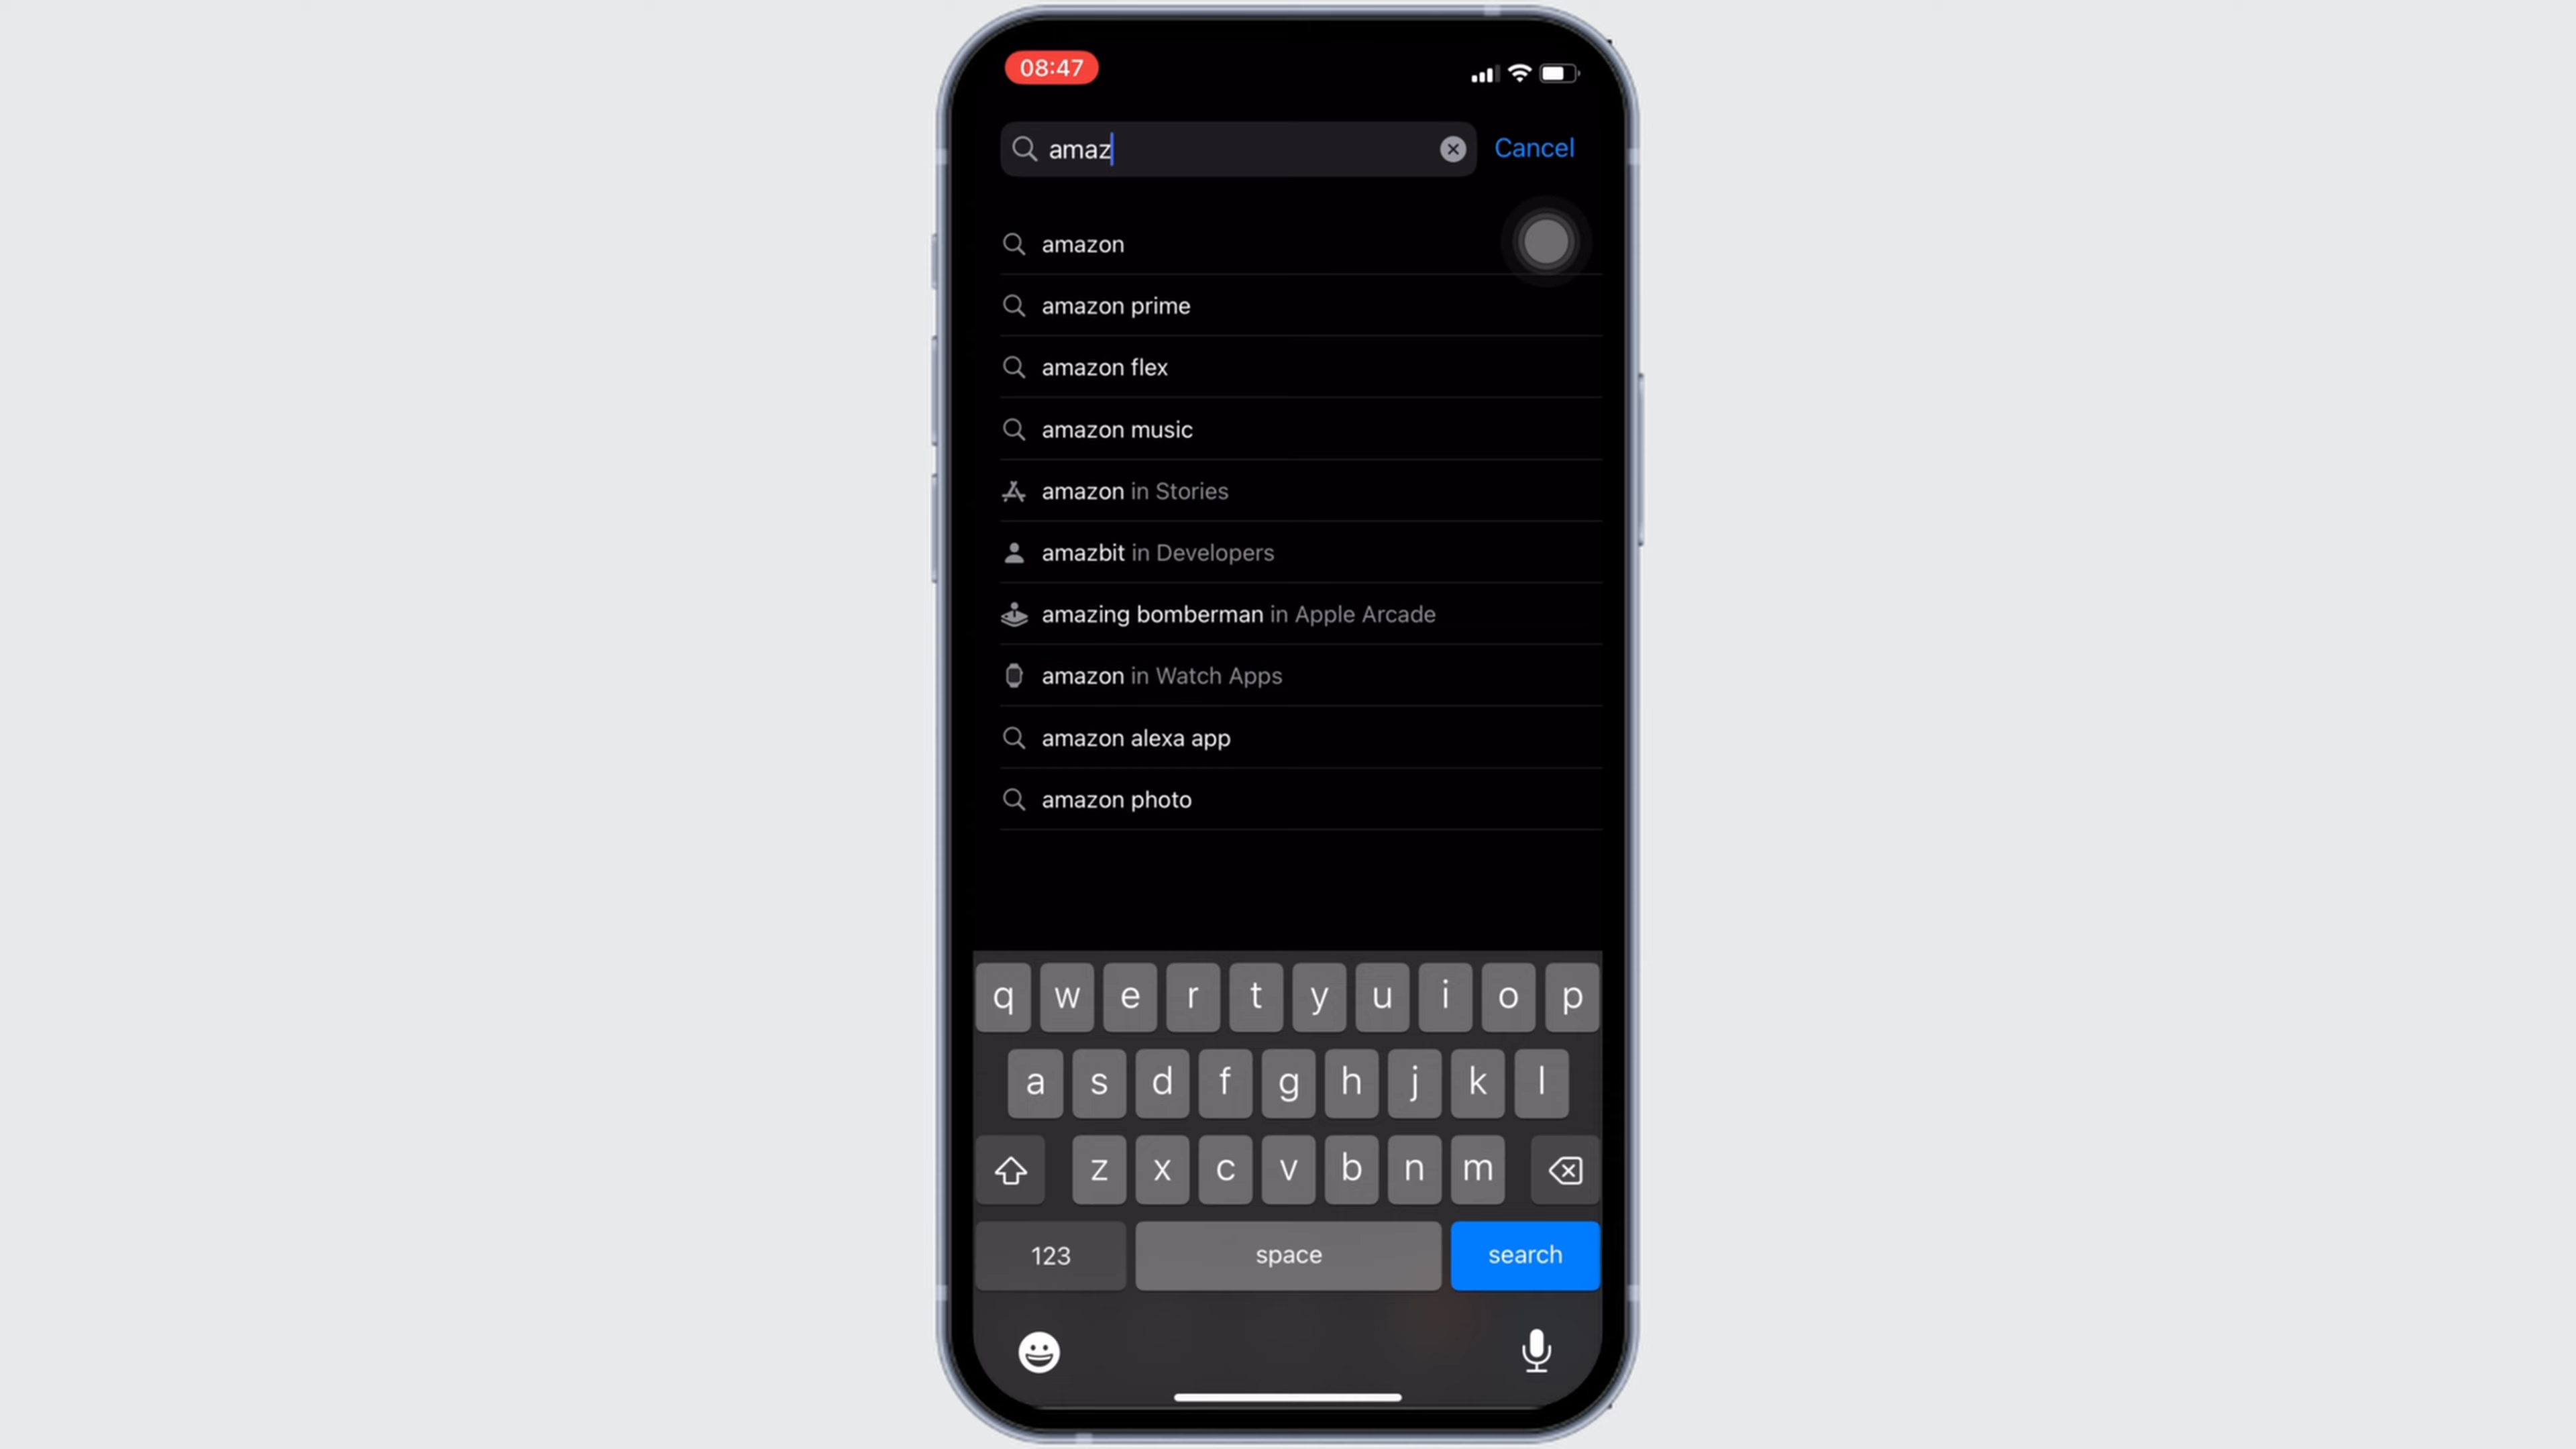 08:47
amaz
Cancel
amazon
amazon prime
amazon flex
amazon music
amazon in Stories
amazbit in Developers
amazing bomberman in Apple Arcade
amazon in Watch Apps
amazon alexa app
amazon photo
q w e r t y u i o p
a s d f g h j k l
z x c v b n m
123 space search